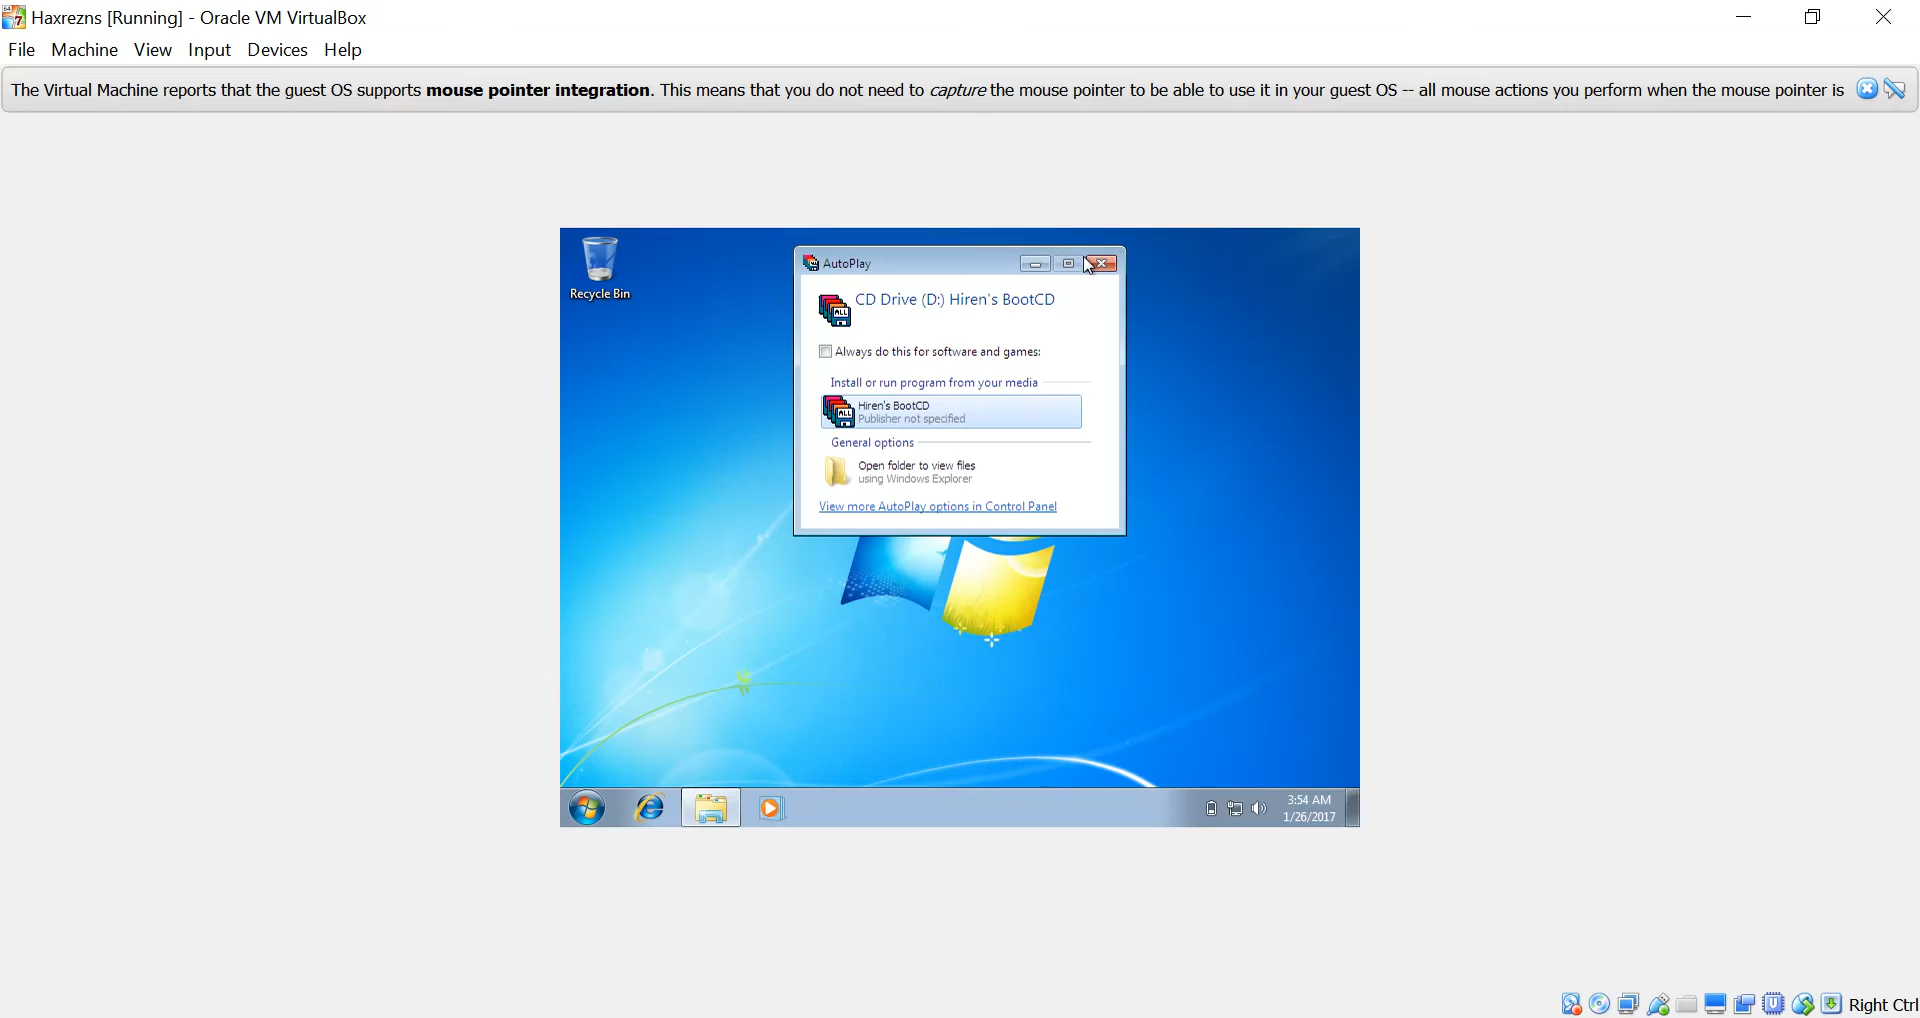 Haxrezns [Running] - Oracle VM VirtualBox
File Machine View Input Devices Help
The Virtual Machine reports that the guest OS supports mouse pointer integration. This means that you do not need to capture the mouse pointer to be able to use it in your guest OS -- all mouse actions you perform when the mouse pointer is
Recycle Bin
AutoPlay
CD Drive (D:) Hiren's BootCD
Always do this for software and games:
Install or run program from your media
ALL
Hiren's BootCD
Publisher not specified
General options
Open folder to view files
using Windows Explorer
View more AutoPlay options in Control Panel
3:54 AM
1/26/2017
Right Ctrl